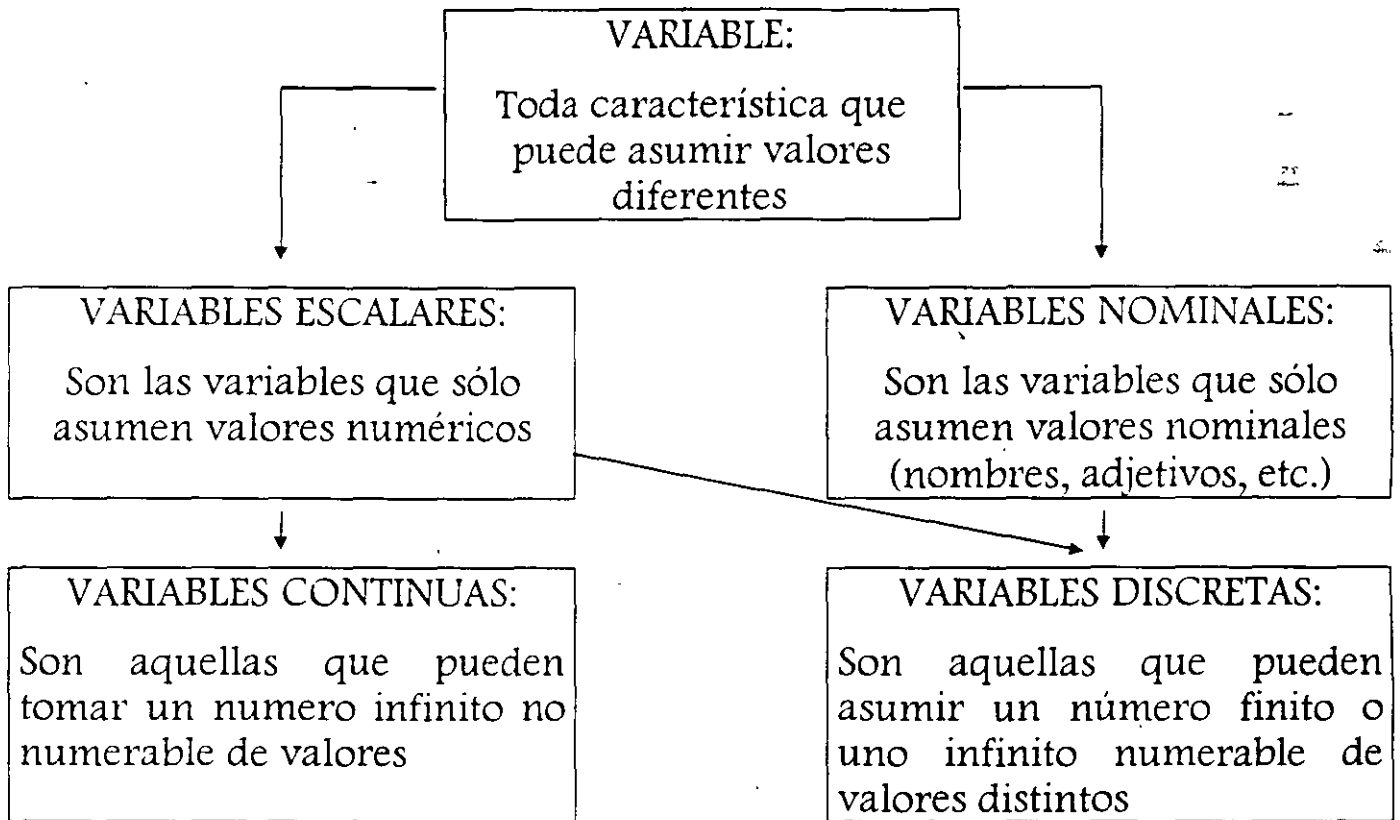 VARIABLE:
Toda característica que
puede asumir valores
diferentes
VARIABLES ESCALARES:
Son las variables que sólo
asumen valores numéricos
VARIABLES NOMINALES:
Son las variables que sólo
asumen valores nominales
(nombres, adjetivos, etc.)
VARIABLES CONTINUAS:
Son aquellas que pueden
tomar un numero infinito no
numerable de valores
VARIABLES DISCRETAS:
Son aquellas que pueden
asumir un número finito o
uno infinito numerable de
valores distintos